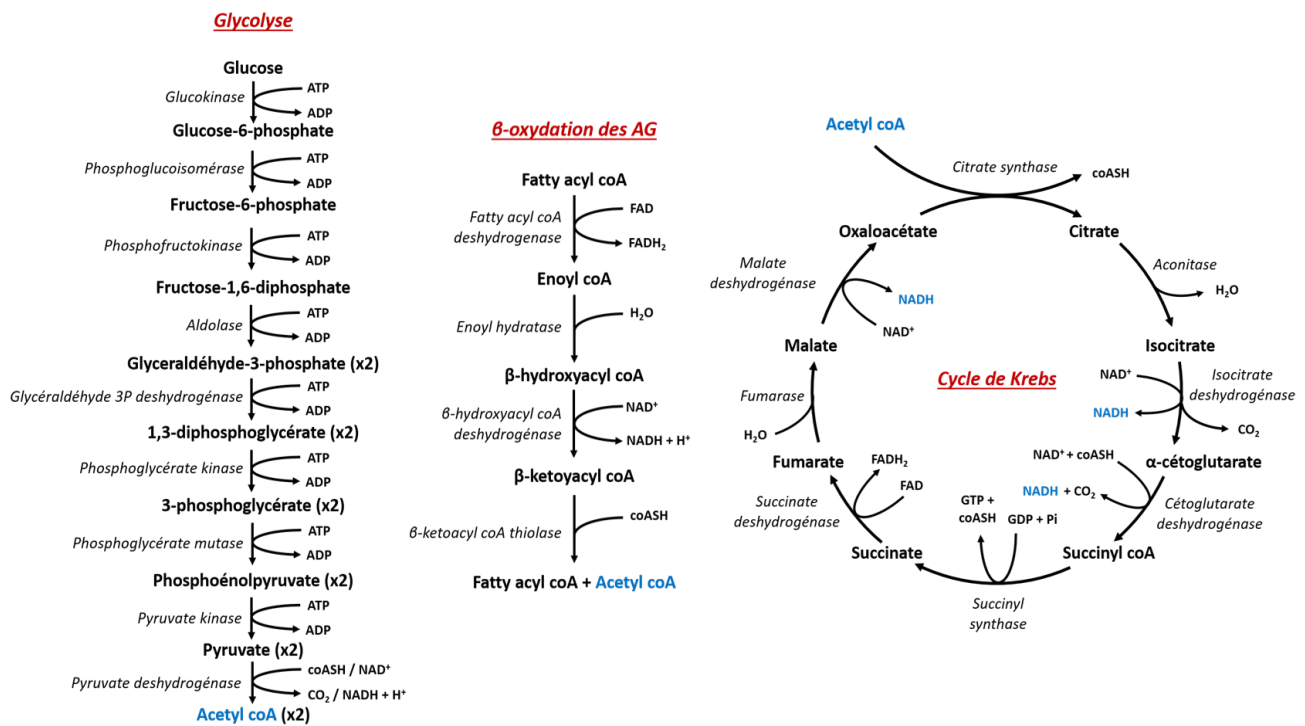 Glycolyse
Glucose
Glucokinase
ATP
ADP
Glucose-6-phosphate
Phosphoglucoisomérase
ATP
ADP
Fructose-6-phosphate
Phosphofructokinase
ATP
ADP
Fructose-1,6-diphosphate
Aldolase
ATP
ADP
Glyceraldéhyde-3-phosphate (x2)
Glycéraldéhyde 3P deshydrogénase
ATP
ADP
1,3-diphosphoglycérate (x2)
Phosphoglycérate kinase
ATP
ADP
3-phosphoglycérate (x2)
Phosphoglycérate mutase
ATP
ADP
Phosphoénolpyruvate (x2)
Pyruvate kinase
ATP
ADP
Pyruvate (x2)
Pyruvate deshydrogénase
coASH / NAD⁺
CO₂ / NADH + H⁺
Acetyl coA (x2)
β-oxydation des AG
Fatty acyl coA
Fatty acyl coA
deshydrogenase
FAD
FADH₂
Enoyl coA
Enoyl hydratase
H₂O
β-hydroxyacyl coA
β-hydroxyacyl coA
deshydrogénase
NAD⁺
NADH + H⁺
β-ketoyacyl coA
β-ketoacyl coA thiolase
coASH
Fatty acyl coA + Acetyl coA
Acetyl coA
Citrate synthase
coASH
Oxaloacétate
Citrate
Aconitase
H₂O
Isocitrate
Cycle de Krebs
NAD⁺
NADH
Isocitrate
deshydrogénase
CO₂
α-cétoglutarate
NAD⁺ + coASH
NADH + CO₂
Cétoglutarate
deshydrogénase
Succinyl coA
GTP +
coASH
GDP + Pi
Succinyl
synthase
Succinate
Succinate
deshydrogénase
FADH₂
FAD
Fumarate
Fumarase
H₂O
Malate
Malate
deshydrogénase
NADH
NAD⁺